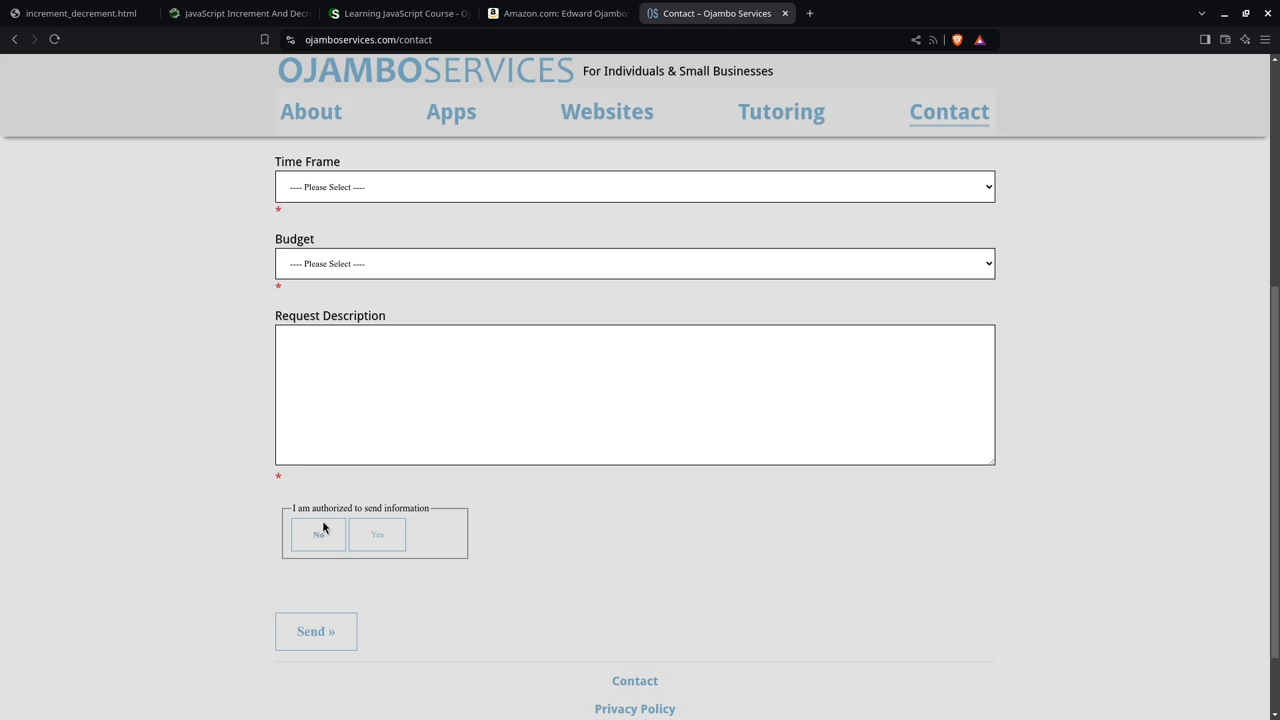 increment_decrement.html
JavaScript Increment And Decr
Learning JavaScript Course - O
Amazon.com: Edward Ojambo
Contact – Ojambo Services
ojamboservices.com/contact
OJAMBOSERVICES For Individuals & Small Businesses
About Apps Websites Tutoring Contact
Time Frame
---- Please Select ----
*
Budget
---- Please Select ----
*
Request Description
*
I am authorized to send information
No Yes
Send »
Contact
Privacy Policy